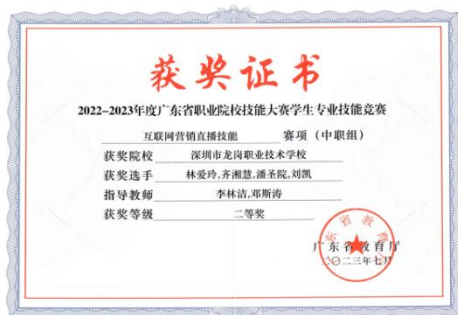 获奖证书
2022-2023年度广东省职业院校技能大赛学生专业技能竞赛
互联网营销直播技能 赛项（中职组）
获奖院校 深圳市龙岗职业技术学校
获奖选手 林爱玲,齐湘慧,潘圣院,刘凯
指导教师 李林洁,邓斯涛
获奖等级 二等奖
广东省教育厅
二〇二三年七月